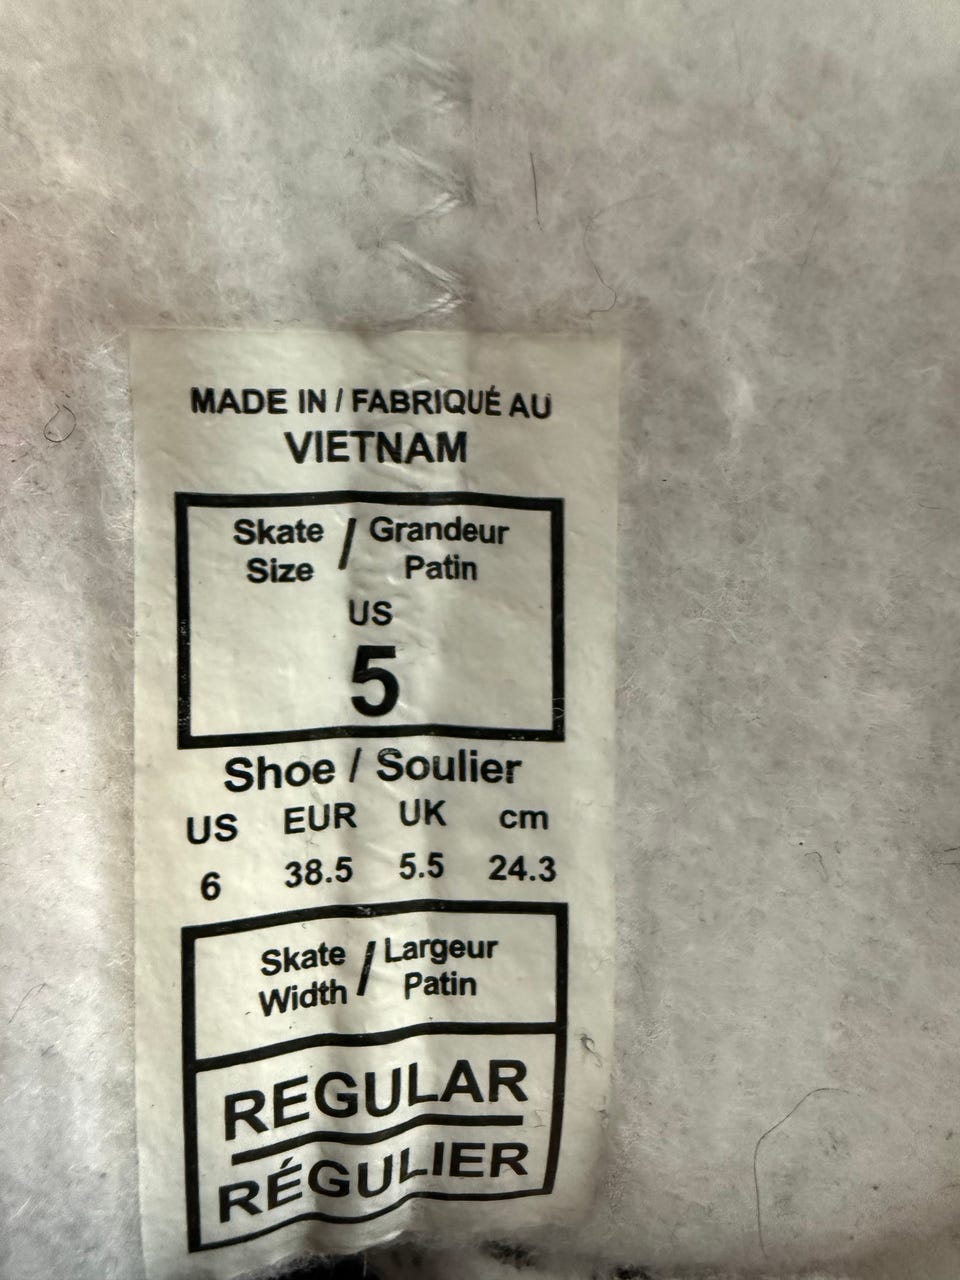 MADE IN / FABRIQUÉ AU
VIETNAM
Skate / Grandeur
Size Patin
US
5
Shoe / Soulier
US EUR UK cm
6 38.5 5.5 24.3
Skate / Largeur
Width Patin
REGULAR
RÉGULIER